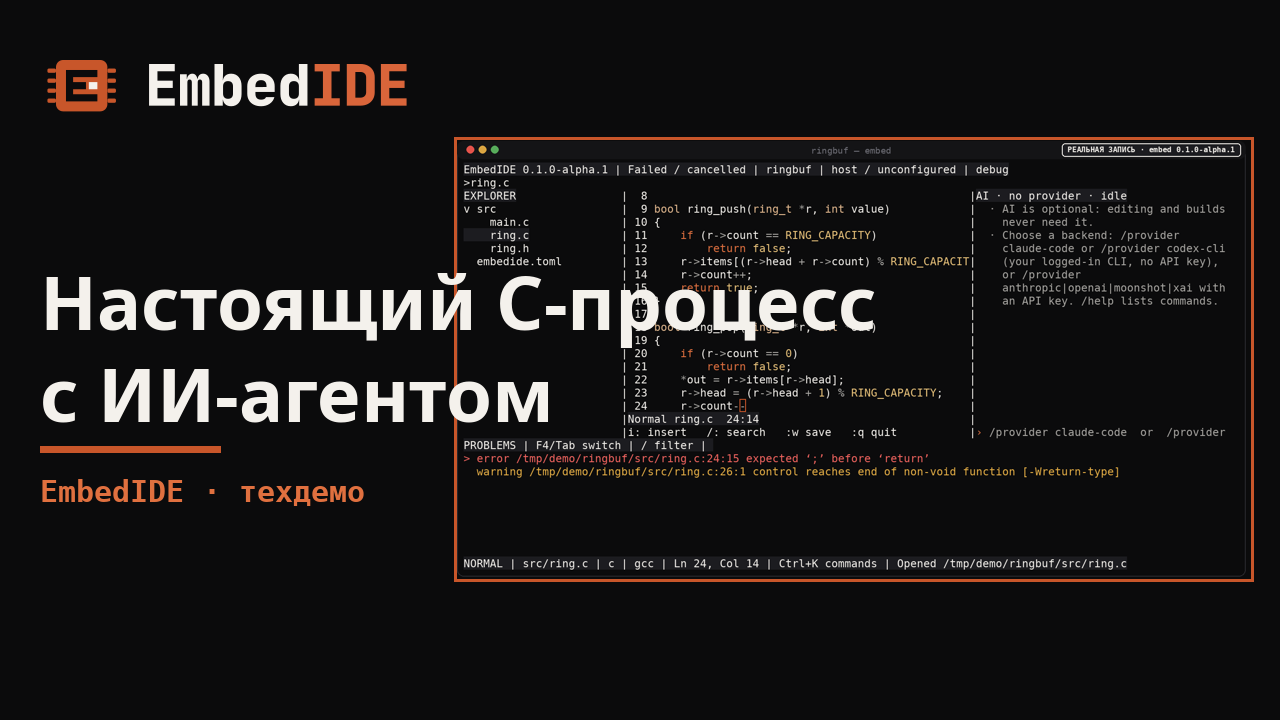 EmbedIDE
ringbuf — embed
РЕАЛЬНАЯ ЗАПИСЬ · embed 0.1.0-alpha.1
EmbedIDE 0.1.0-alpha.1 | Failed / cancelled | ringbuf | host / unconfigured | debug
>ring.c
EXPLORER
v src
main.c
ring.c
ring.h
embedide.toml
8
9 bool ring_push(ring_t *r, int value)
10 {
11     if (r->count == RING_CAPACITY)
12         return false;
13     r->items[(r->head + r->count) % RING_CAPACIT
14     r->count++;
15     return true;
17
19 {
20     if (r->count == 0)
21         return false;
22     *out = r->items[r->head];
23     r->head = (r->head + 1) % RING_CAPACITY;
24     r->count--
Normal ring.c  24:14
i: insert   /: search   :w save   :q quit
AI · no provider · idle
· AI is optional: editing and builds
never need it.
· Choose a backend: /provider
claude-code or /provider codex-cli
(your logged-in CLI, no API key),
or /provider
anthropic|openai|moonshot|xai with
an API key. /help lists commands.
› /provider claude-code  or  /provider
Настоящий C-процесс
с ИИ-агентом
EmbedIDE · техдемо
PROBLEMS | F4/Tab switch | / filter |
> error /tmp/demo/ringbuf/src/ring.c:24:15 expected ‘;’ before ‘return’
warning /tmp/demo/ringbuf/src/ring.c:26:1 control reaches end of non-void function [-Wreturn-type]
NORMAL | src/ring.c | c | gcc | Ln 24, Col 14 | Ctrl+K commands | Opened /tmp/demo/ringbuf/src/ring.c